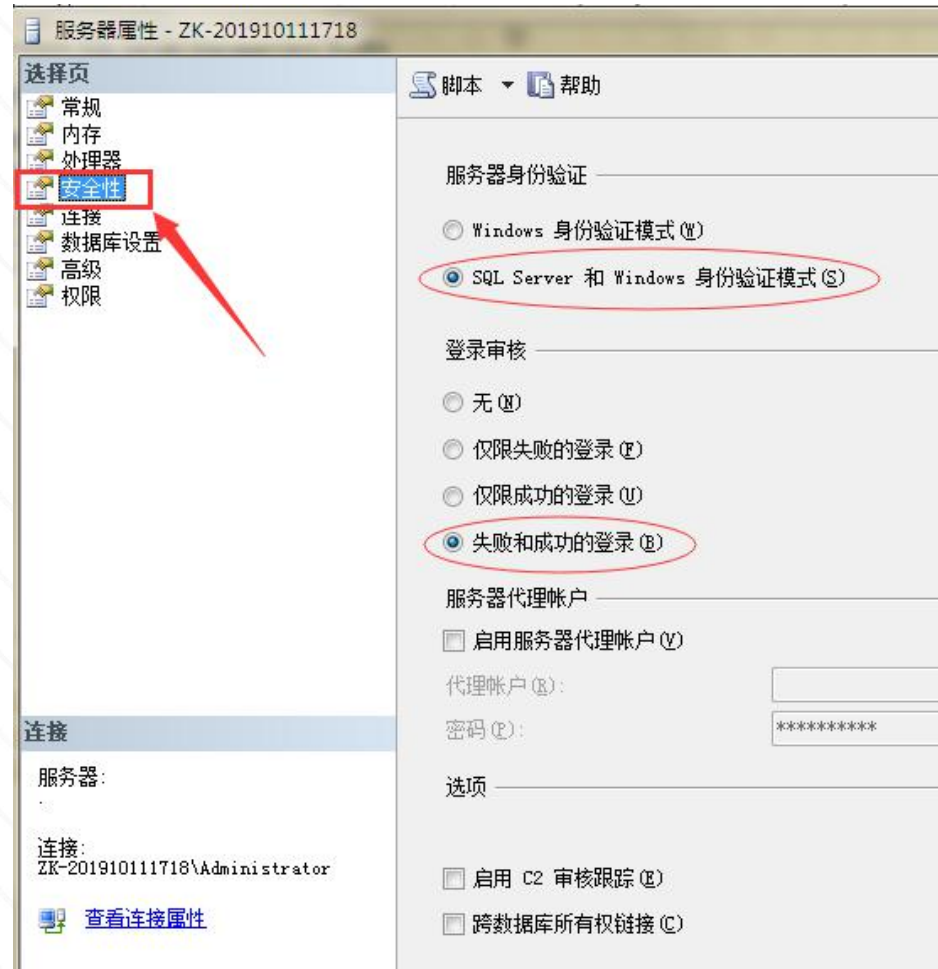 服务器属性 - ZK-201910111718
选择页
常规
内存
处理器
安全性
连接
数据库设置
高级
权限
脚本
帮助
服务器身份验证
Windows 身份验证模式(W)
SQL Server 和 Windows 身份验证模式(S)
登录审核
无(N)
仅限失败的登录(F)
仅限成功的登录(U)
失败和成功的登录(B)
服务器代理帐户
启用服务器代理帐户(V)
代理帐户(R):
密码(P):
**********
选项
启用 C2 审核跟踪(E)
跨数据库所有权链接(C)
连接
服务器:
.
连接:
ZK-201910111718\Administrator
查看连接属性